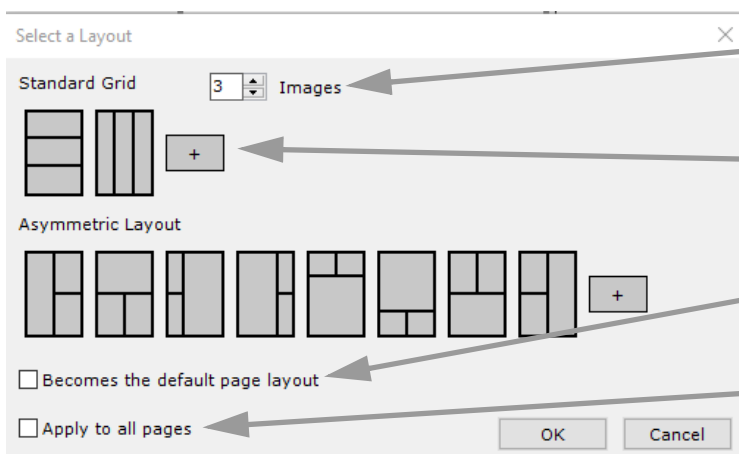 Select a Layout
Standard Grid 3 Images
+
Asymmetric Layout
+
Becomes the default page layout
Apply to all pages
OK Cancel